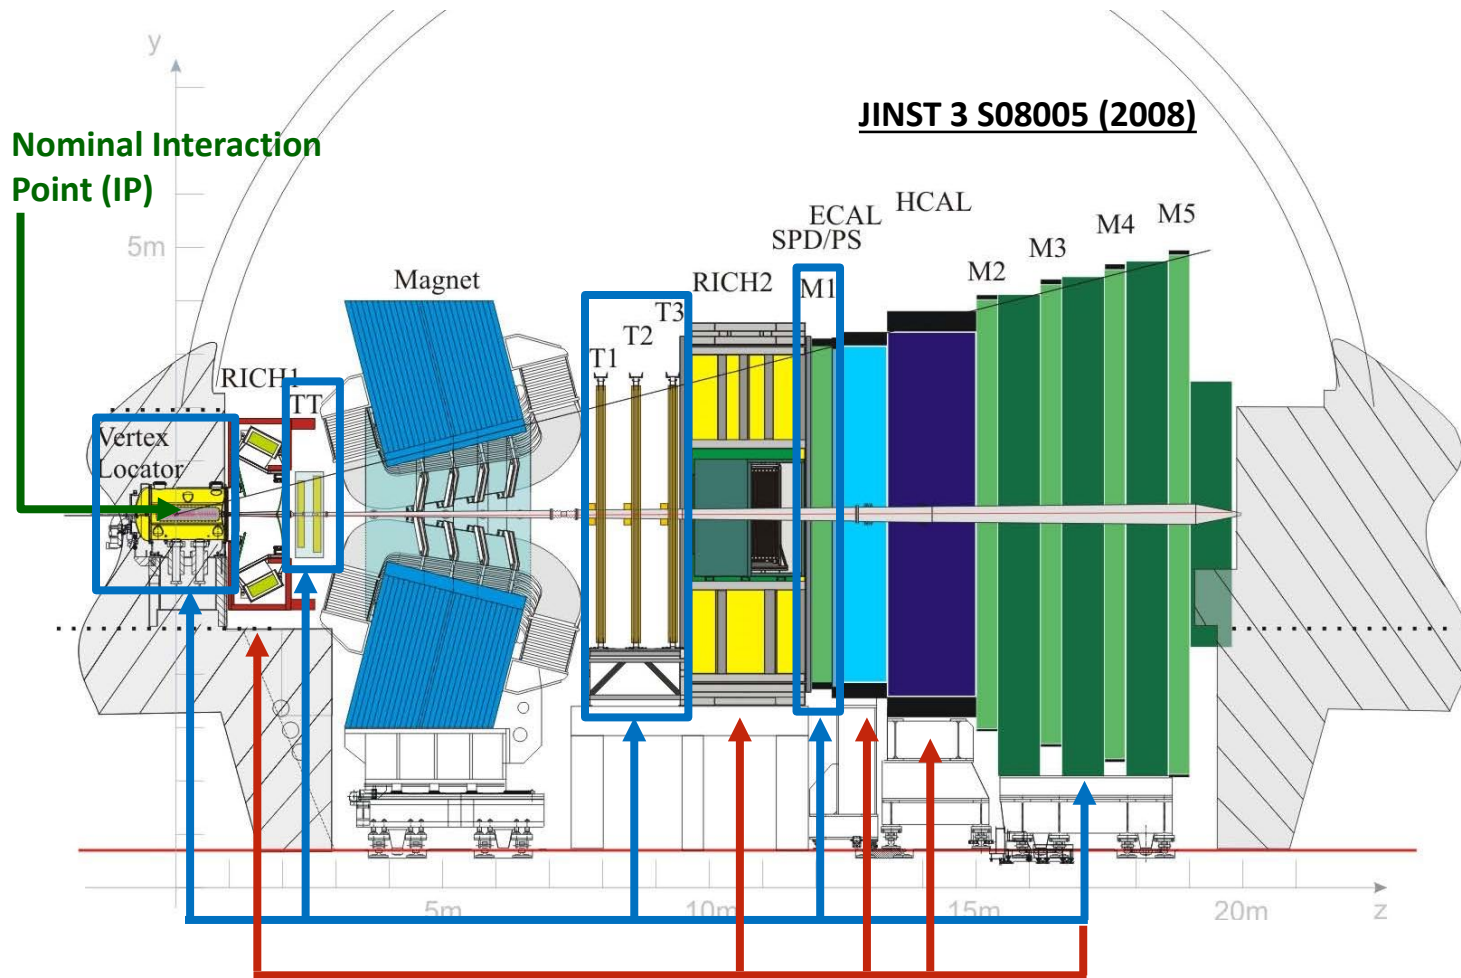 y
JINST 3 S08005 (2008)
Nominal Interaction
Point (IP)
5m
HCAL
ECAL
SPD/PS
M5
M4
M3
M2
M1
Magnet
RICH2
T3
T2
T1
RICH1
TT
Vertex
Locator
5m
10m
15m
20m
z